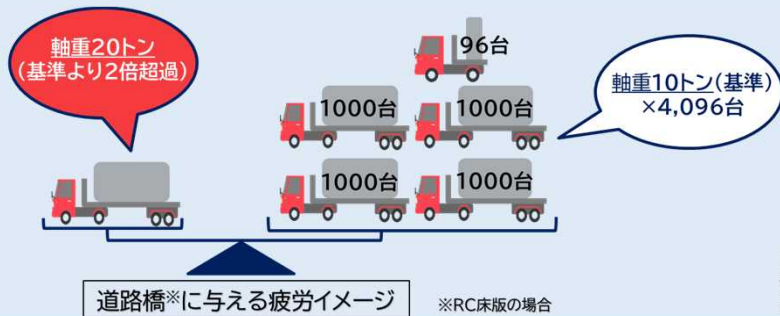 軸重20トン
(基準より2倍超過)
96台
1000台
1000台
1000台
1000台
軸重10トン(基準)
×4,096台
道路橋※に与える疲労イメージ
※RC床版の場合